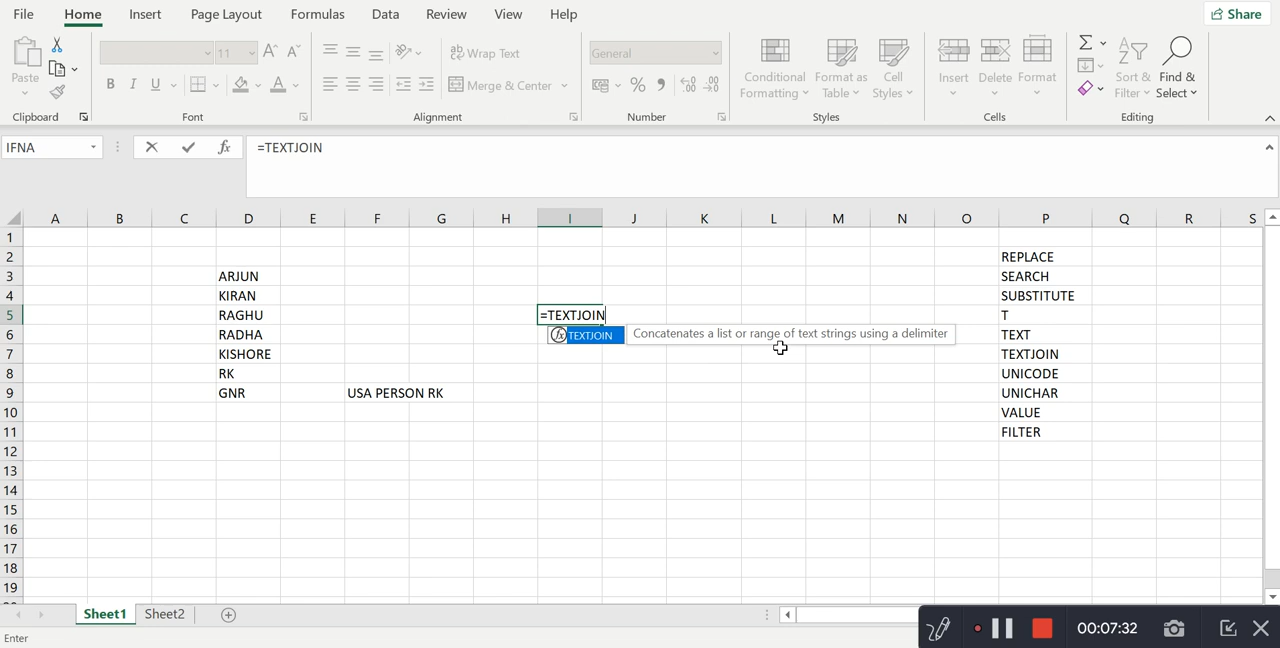 File Home Insert Page Layout Formulas Data Review View Help Share
11 A A Wrap Text General
Paste B I U A Merge & Center % , Conditional Formatting Format as Table Cell Styles Insert Delete Format Sort & Filter Find & Select
Clipboard Font Alignment Number Styles Cells Editing
IFNA fx =TEXTJOIN
A B C D E F G H I J K L M N O P Q R S
1
2 REPLACE
3 ARJUN SEARCH
4 KIRAN SUBSTITUTE
5 RAGHU =TEXTJOIN T
6 RADHA fx TEXTJOIN Concatenates a list or range of text strings using a delimiter TEXT
7 KISHORE TEXTJOIN
8 RK UNICODE
9 GNR USA PERSON RK UNICHAR
10 VALUE
11 FILTER
12
13
14
15
16
17
18
19
Sheet1 Sheet2
00:07:32
Enter